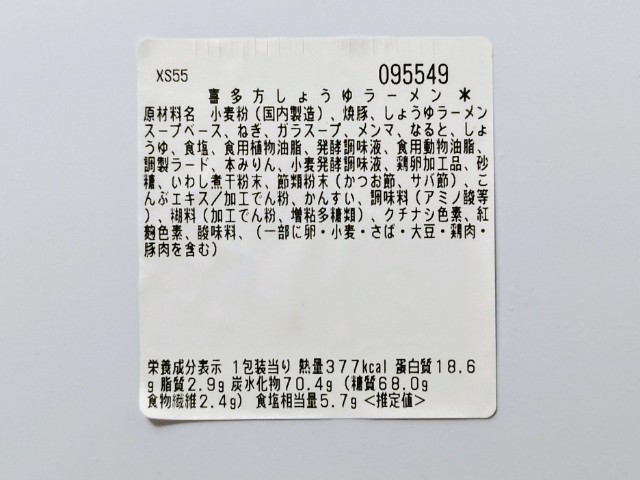 XS55 095549
喜多方しょうゆラーメン *
原材料名 小麦粉(国内製造)、焼豚、しょうゆラーメン
スープベース、ねぎ、ガラスープ、メンマ、なると、しょ
うゆ、食塩、食用植物油脂、発酵調味液、食用動物油脂、
調製ラード、本みりん、小麦発酵調味液、鶏卵加工品、砂
糖、いわし煮干粉末、節類粉末(かつお節、サバ節)、こ
んぶエキス/加工でん粉、かんすい、調味料(アミノ酸等
)、糊料(加工でん粉、増粘多糖類)、クチナシ色素、紅
麹色素、酸味料、(一部に卵・小麦・さば・大豆・鶏肉・
豚肉を含む)
栄養成分表示 1包装当り 熱量377kcal 蛋白質18.6
g 脂質2.9g 炭水化物70.4g (糖質68.0g
食物繊維2.4g) 食塩相当量5.7g <推定値>